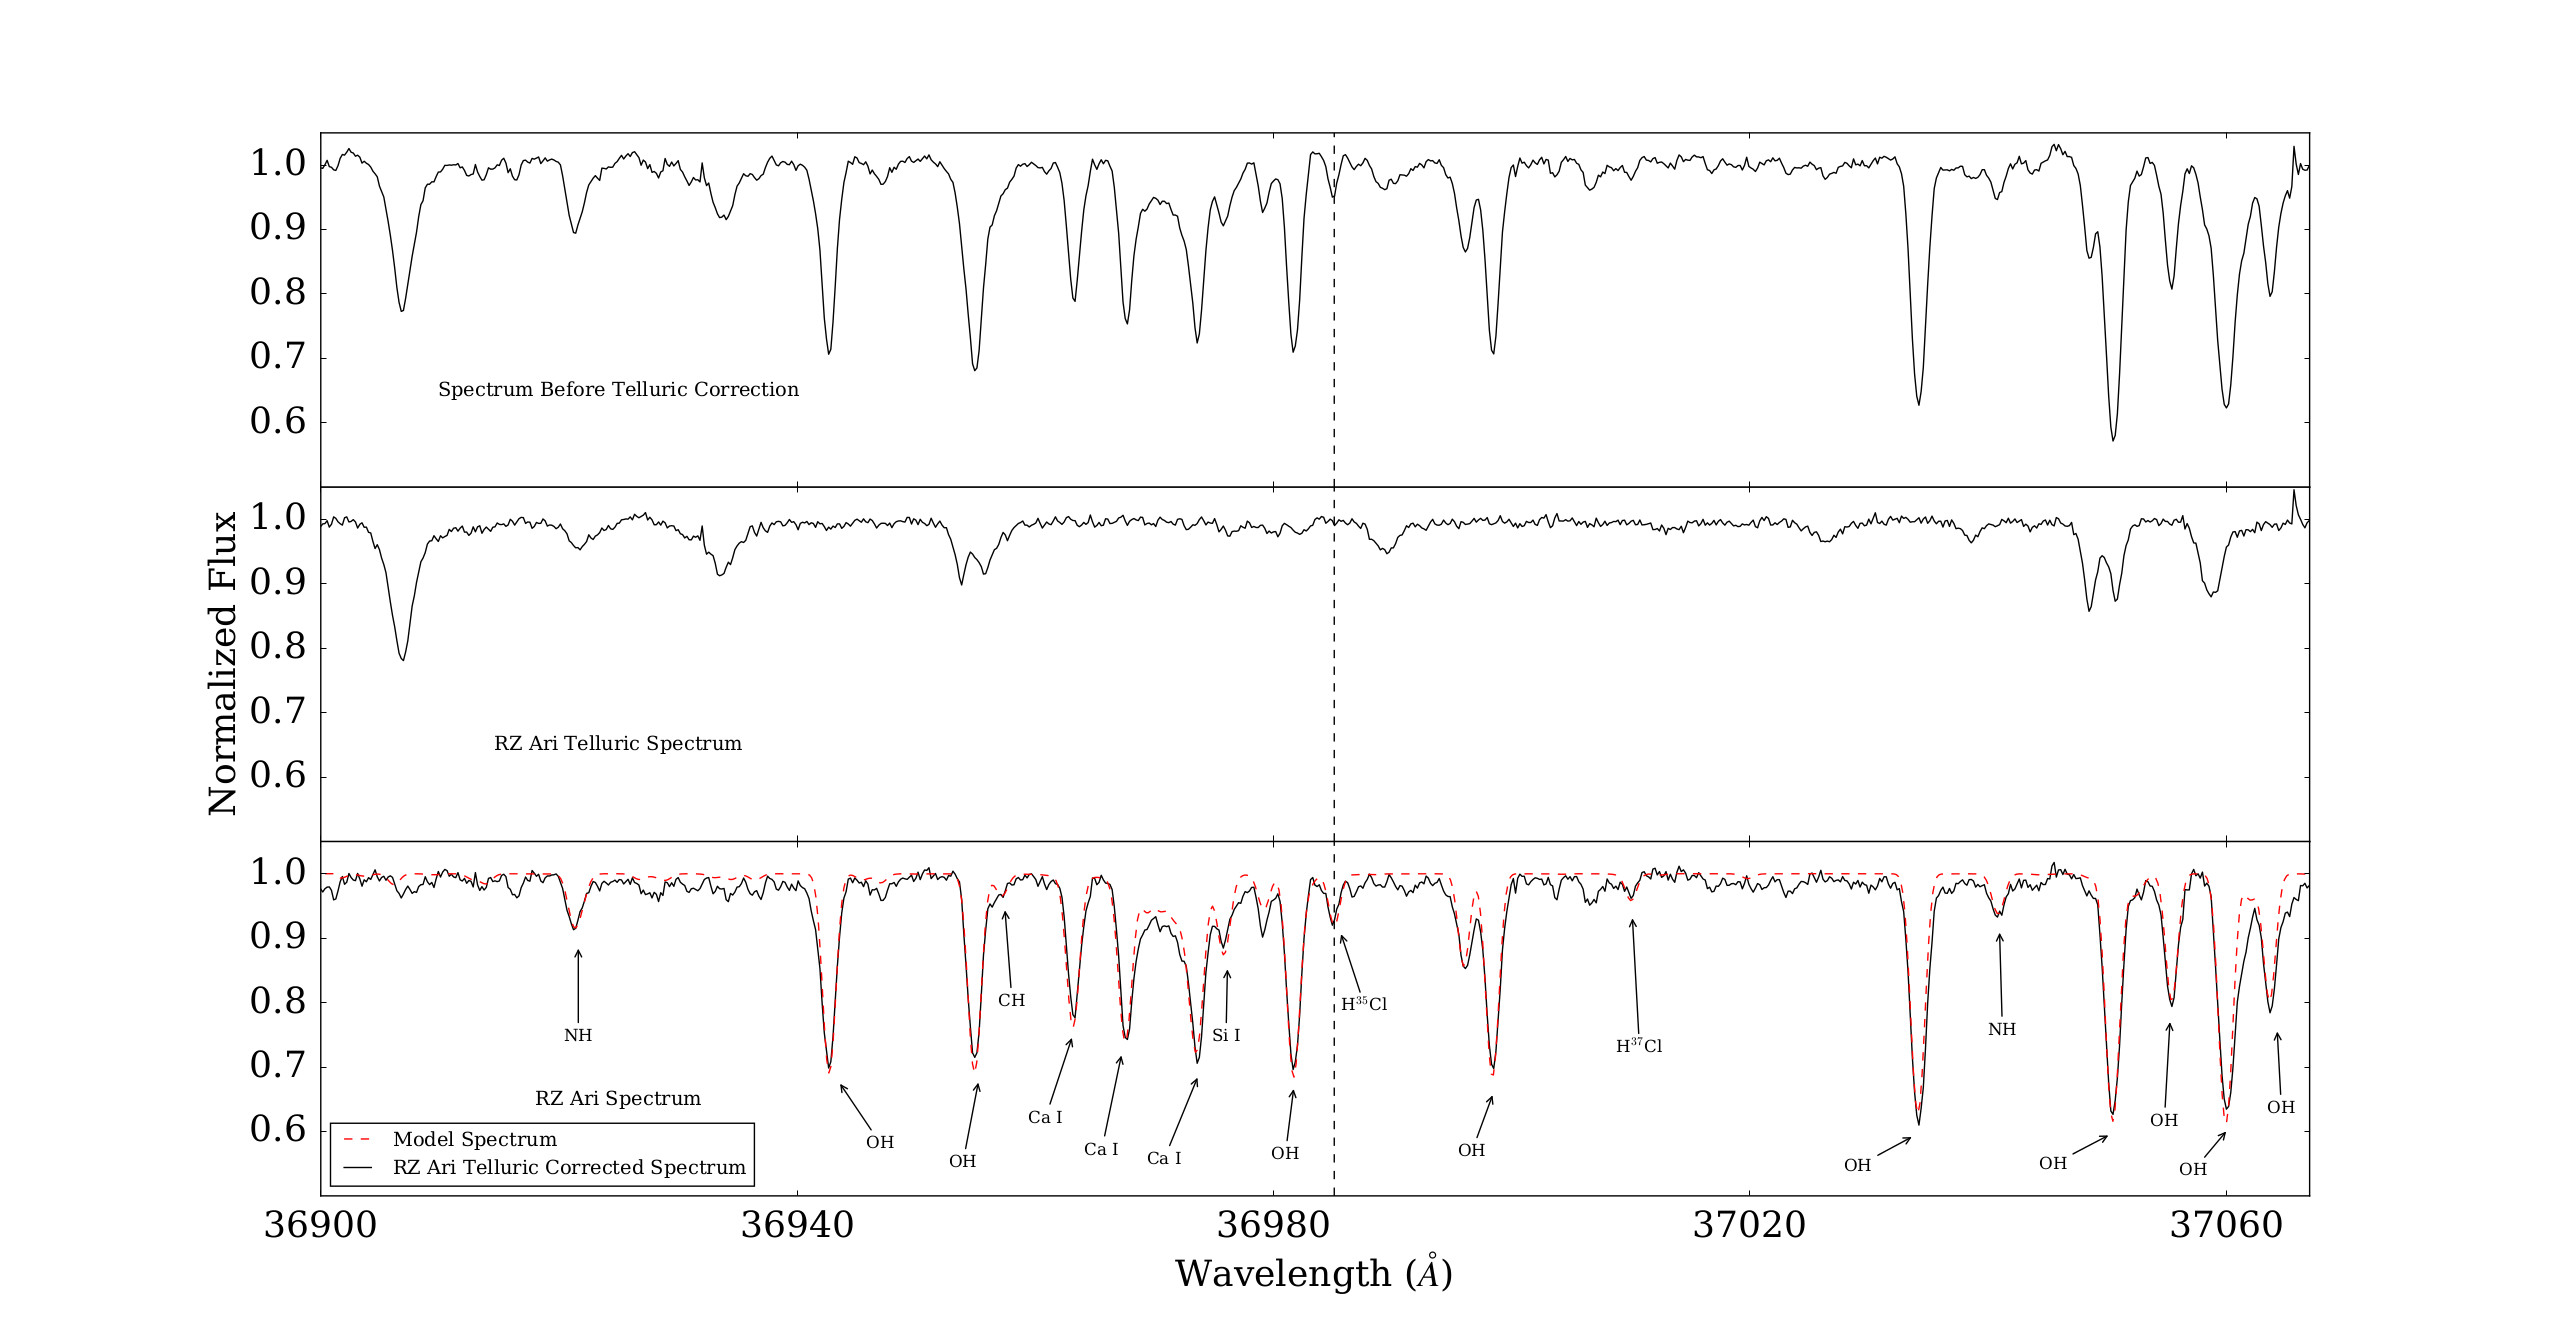 1.0
0.9
0.8
0.7
0.6
Spectrum Before Telluric Correction
Normalized Flux
1.0
0.9
0.8
0.7
0.6
RZ Ari Telluric Spectrum
1.0
0.9
0.8
0.7
0.6
NH
OH
OH
CH
Ca I
Ca I
Ca I
Si I
OH
H³⁵Cl
OH
H³⁷Cl
OH
NH
OH
OH
OH
OH
RZ Ari Spectrum
Model Spectrum
RZ Ari Telluric Corrected Spectrum
36900 36940 36980 37020 37060
Wavelength (Å)